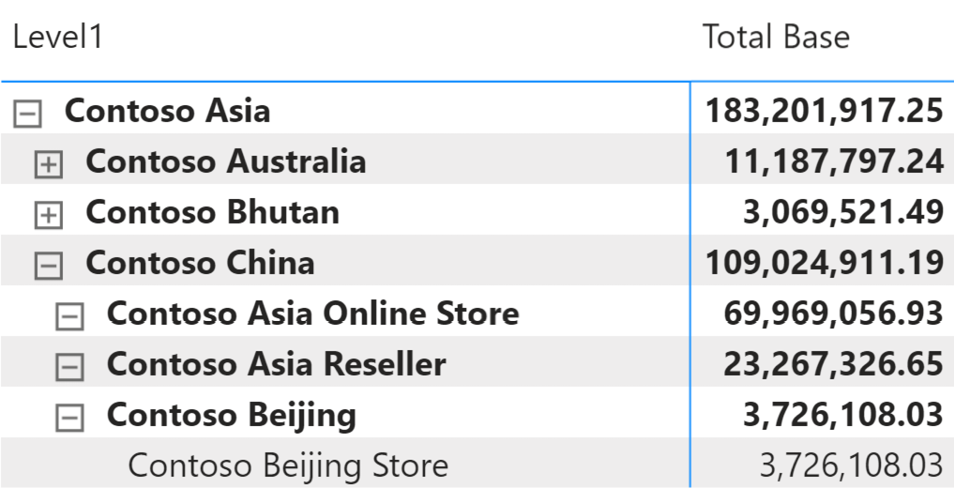 Level1 Total Base
Contoso Asia 183,201,917.25
Contoso Australia 11,187,797.24
Contoso Bhutan 3,069,521.49
Contoso China 109,024,911.19
Contoso Asia Online Store 69,969,056.93
Contoso Asia Reseller 23,267,326.65
Contoso Beijing 3,726,108.03
Contoso Beijing Store 3,726,108.03